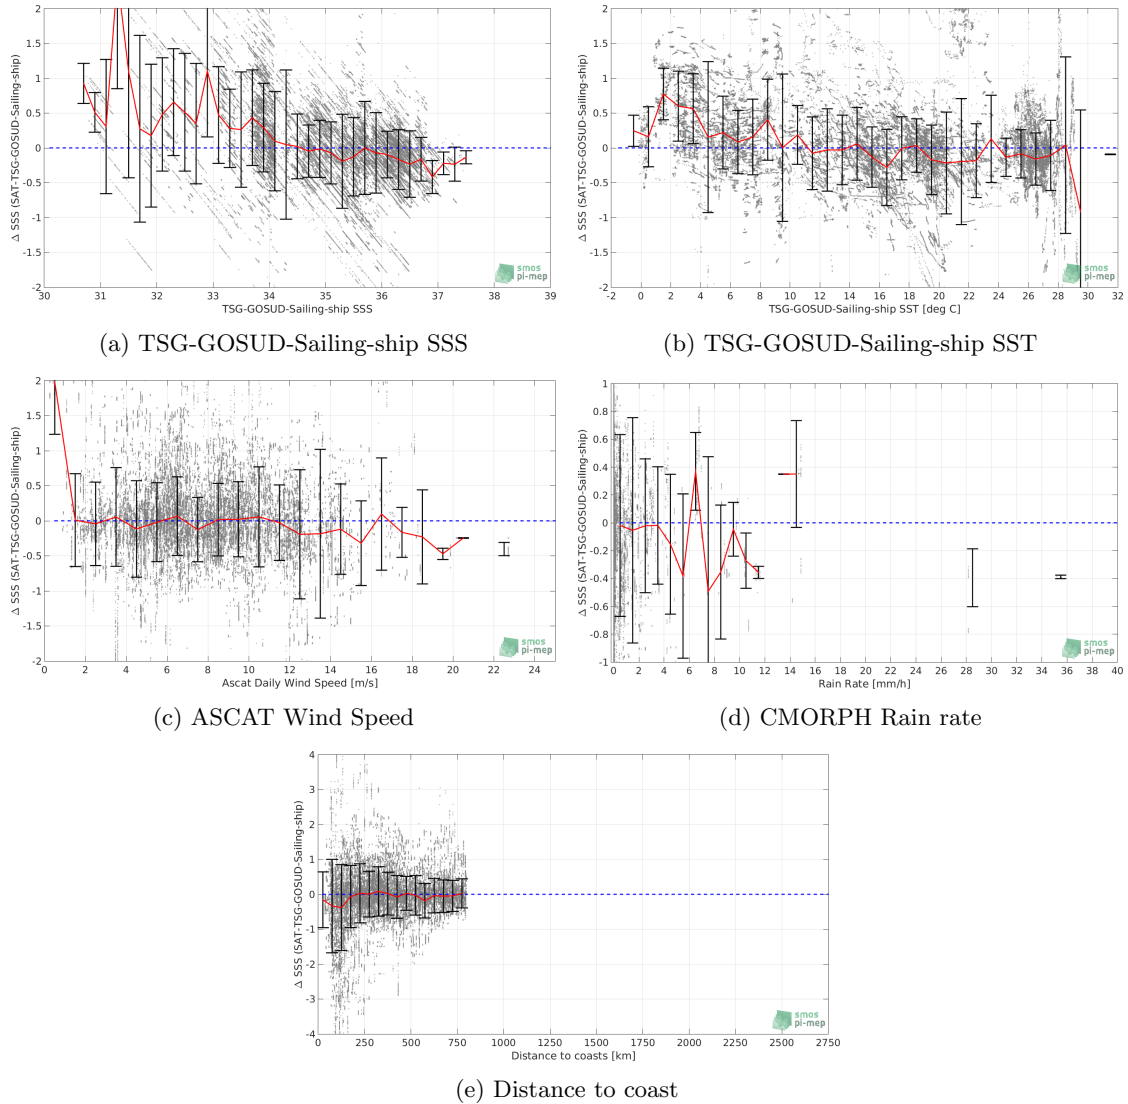 2
1.5
1
0.5
0
-0.5
-1
-1.5
-2
Δ SSS (SAT-TSG-GOSUD-Sailing-ship)
30 31 32 33 34 35 36 37 38 39
TSG-GOSUD-Sailing-ship SSS
smos
pi-mep
(a) TSG-GOSUD-Sailing-ship SSS
2
1.5
1
0.5
0
-0.5
-1
-1.5
-2
Δ SSS (SAT-TSG-GOSUD-Sailing-ship)
-2 0 2 4 6 8 10 12 14 16 18 20 22 24 26 28 30 32
TSG-GOSUD-Sailing-ship SST [deg C]
smos
pi-mep
(b) TSG-GOSUD-Sailing-ship SST
2
1.5
1
0.5
0
-0.5
-1
-1.5
-2
Δ SSS (SAT-TSG-GOSUD-Sailing-ship)
0 2 4 6 8 10 12 14 16 18 20 22 24
Ascat Daily Wind Speed [m/s]
smos
pi-mep
(c) ASCAT Wind Speed
1
0.8
0.6
0.4
0.2
0
-0.2
-0.4
-0.6
-0.8
-1
Δ SSS (SAT-TSG-GOSUD-Sailing-ship)
0 2 4 6 8 10 12 14 16 18 20 22 24 26 28 30 32 34 36 38 40
Rain Rate [mm/h]
smos
pi-mep
(d) CMORPH Rain rate
4
3
2
1
0
-1
-2
-3
-4
Δ SSS (SAT-TSG-GOSUD-Sailing-ship)
0 250 500 750 1000 1250 1500 1750 2000 2250 2500 2750
Distance to coasts [km]
smos
pi-mep
(e) Distance to coast